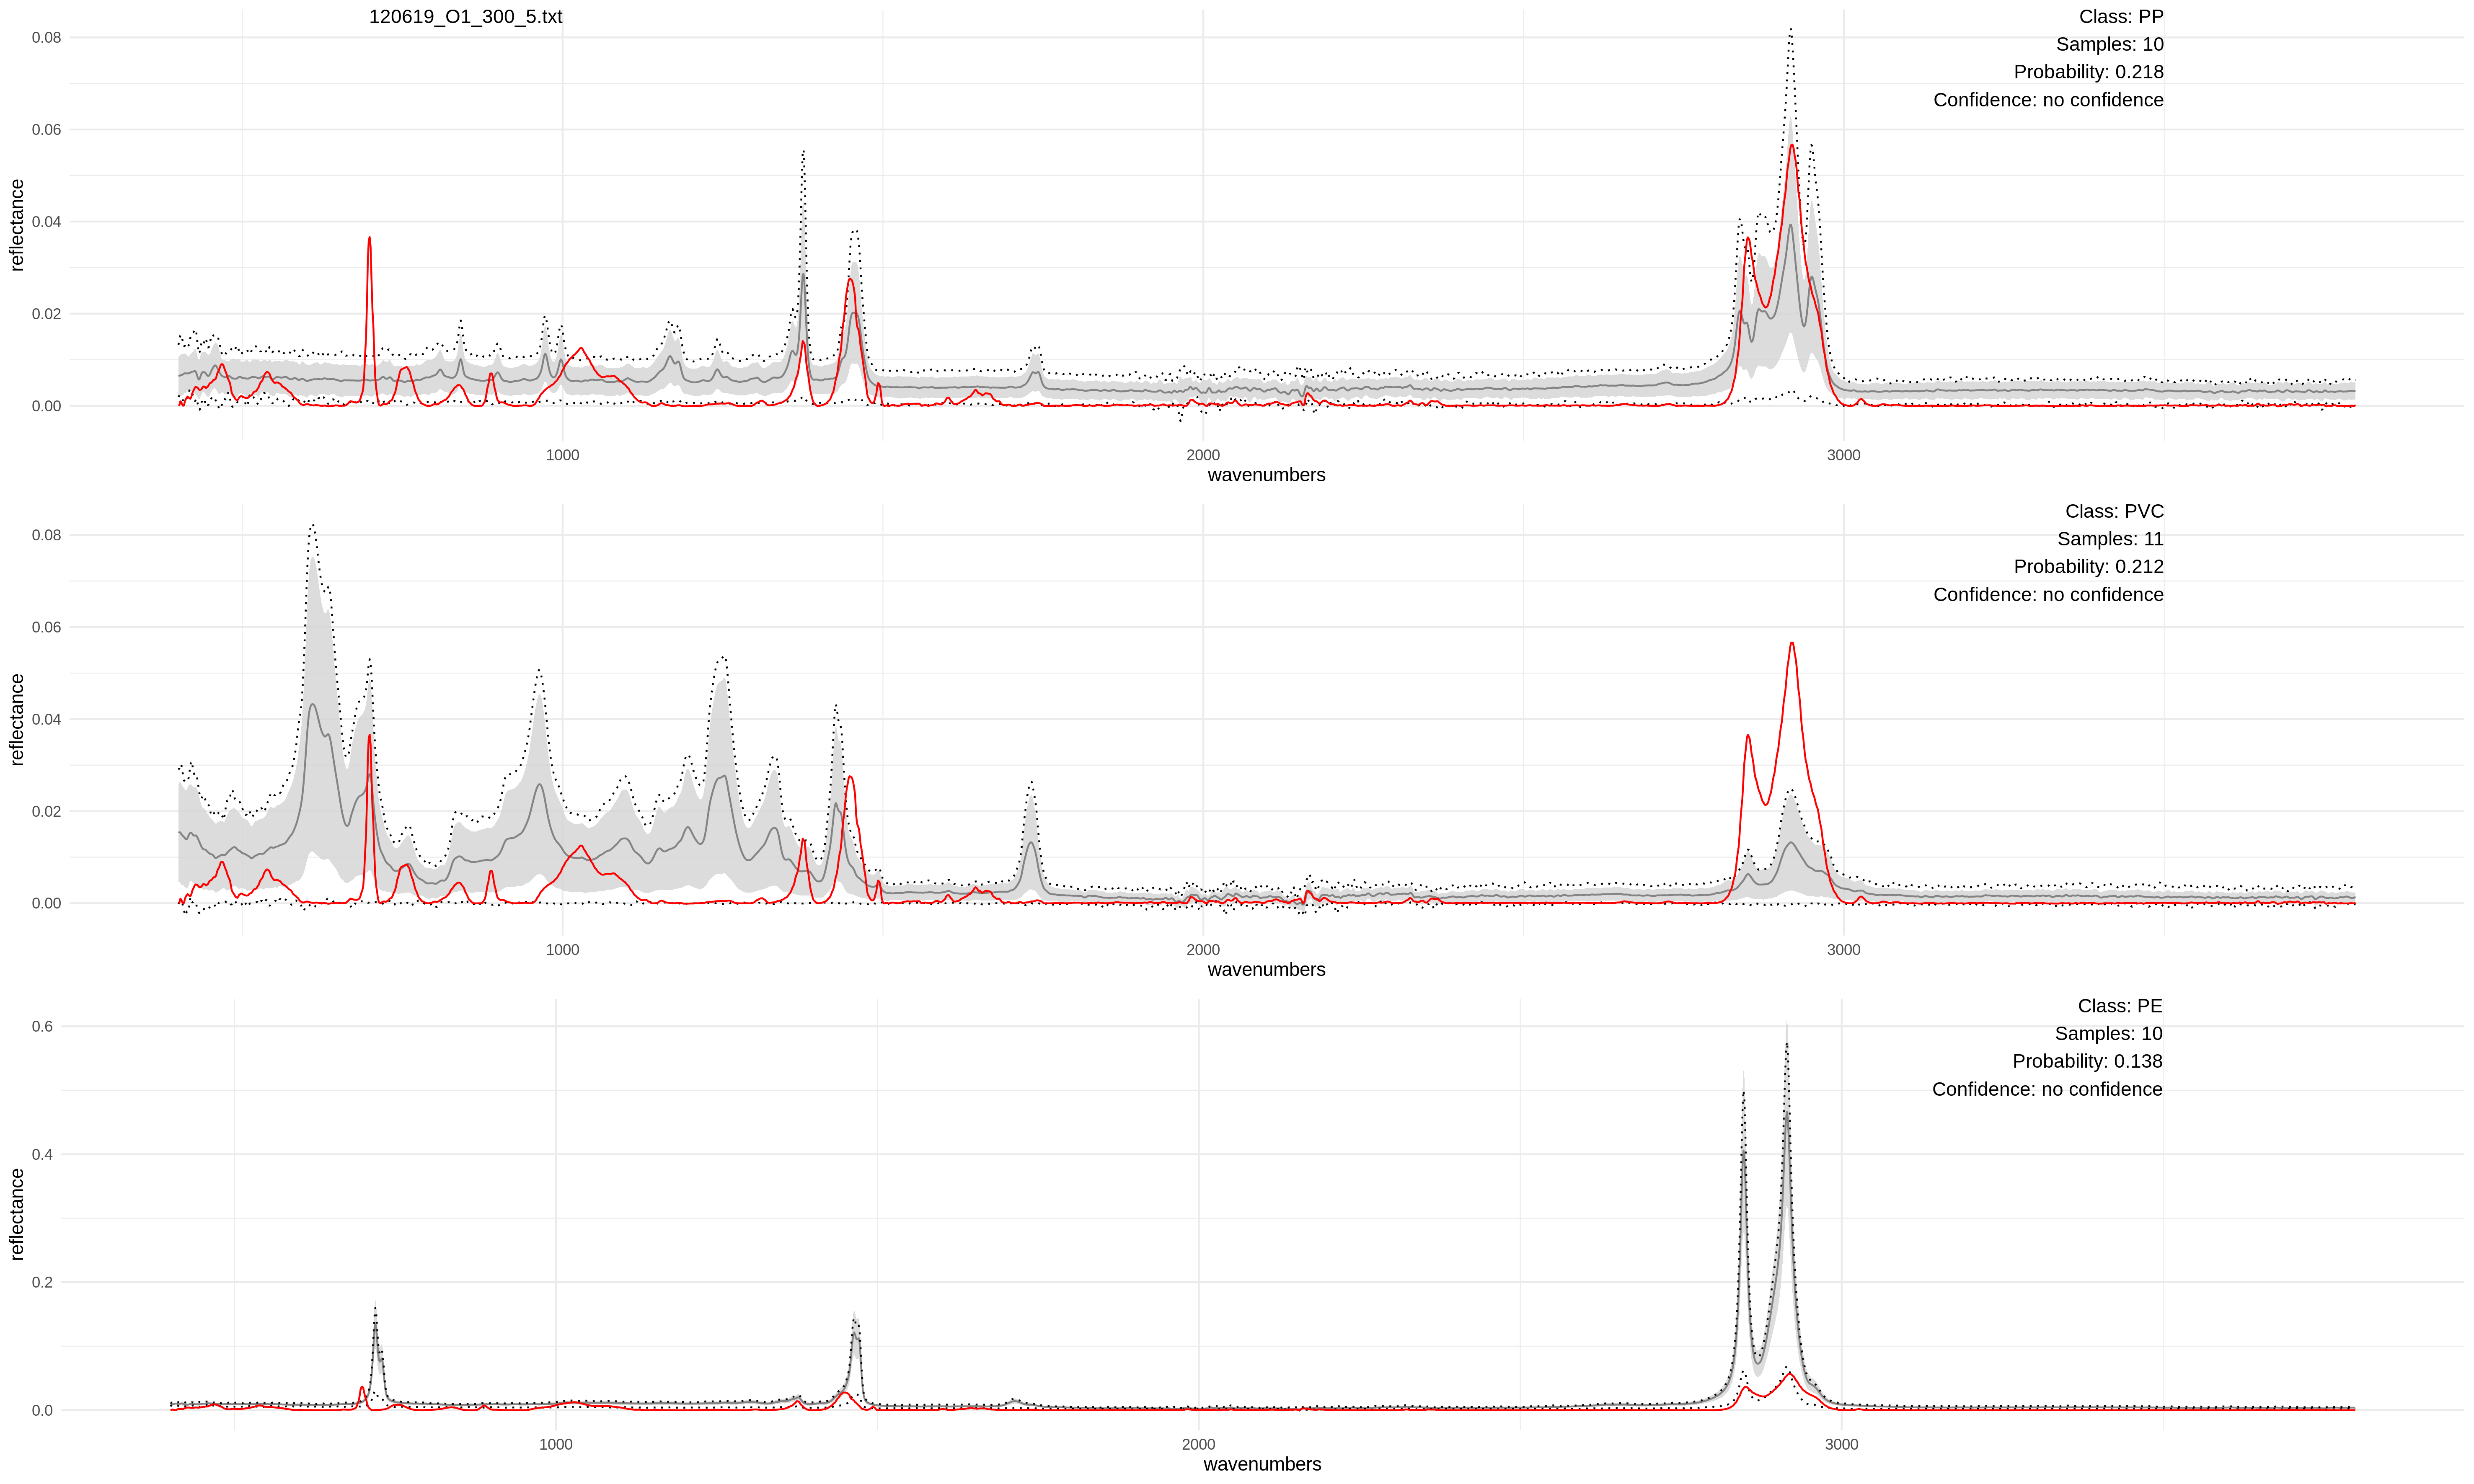 120619_O1_300_5.txt
Class: PP
Samples: 10
Probability: 0.218
Confidence: no confidence
0.08
0.06
0.04
0.02
0.00
reflectance
1000
2000
3000
wavenumbers
Class: PVC
Samples: 11
Probability: 0.212
Confidence: no confidence
0.08
0.06
0.04
0.02
0.00
reflectance
1000
2000
3000
wavenumbers
Class: PE
Samples: 10
Probability: 0.138
Confidence: no confidence
0.6
0.4
0.2
0.0
reflectance
1000
2000
3000
wavenumbers